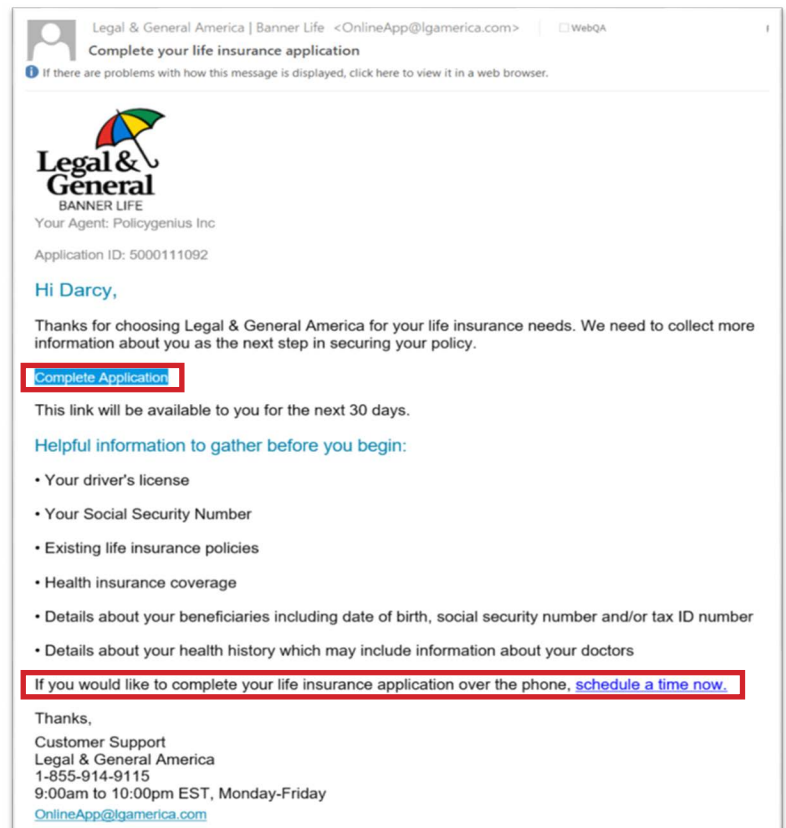 Legal & General America | Banner Life <OnlineApp@lgamerica.com> WebQA
Complete your life insurance application
If there are problems with how this message is displayed, click here to view it in a web browser.
Legal &
General
BANNER LIFE
Your Agent: Policygenius Inc
Application ID: 5000111092
Hi Darcy,
Thanks for choosing Legal & General America for your life insurance needs. We need to collect more
information about you as the next step in securing your policy.
Complete Application
This link will be available to you for the next 30 days.
Helpful information to gather before you begin:
• Your driver's license
• Your Social Security Number
• Existing life insurance policies
• Health insurance coverage
• Details about your beneficiaries including date of birth, social security number and/or tax ID number
• Details about your health history which may include information about your doctors
If you would like to complete your life insurance application over the phone, schedule a time now.
Thanks,
Customer Support
Legal & General America
1-855-914-9115
9:00am to 10:00pm EST, Monday-Friday
OnlineApp@lgamerica.com